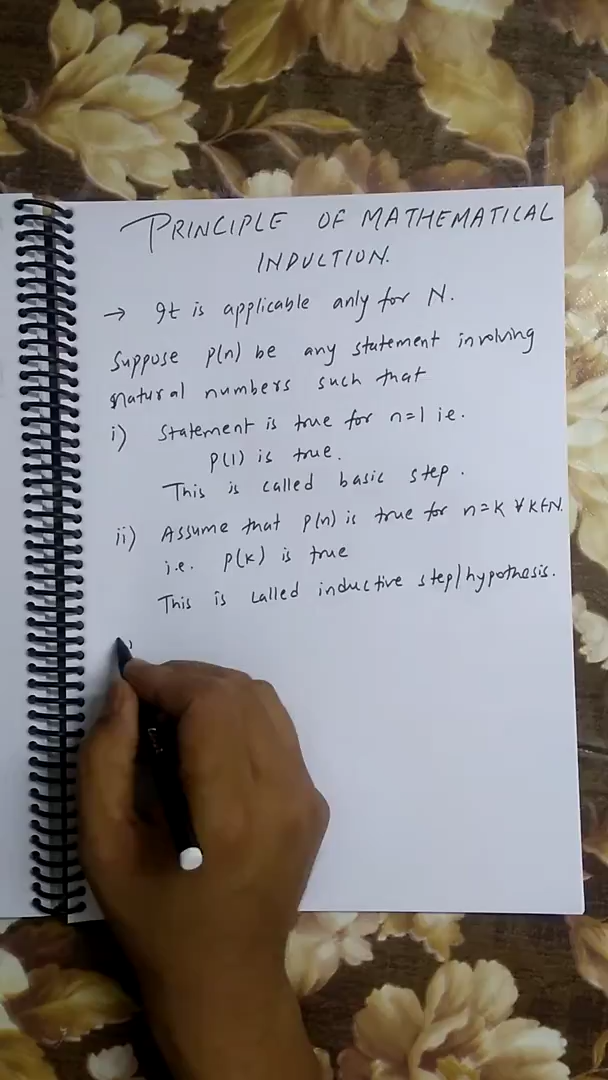 PRINCIPLE OF MATHEMATICAL
INDUCTION.
→ It is applicable only for N.
Suppose p(n) be any statement involving
natural numbers such that
i) Statement is true for n=1 ie.
p(1) is true.
This is called basic step.
ii) Assume that p(n) is true for n=k ∀ k∈N.
i.e. p(k) is true
This is called inductive step/hypothesis.